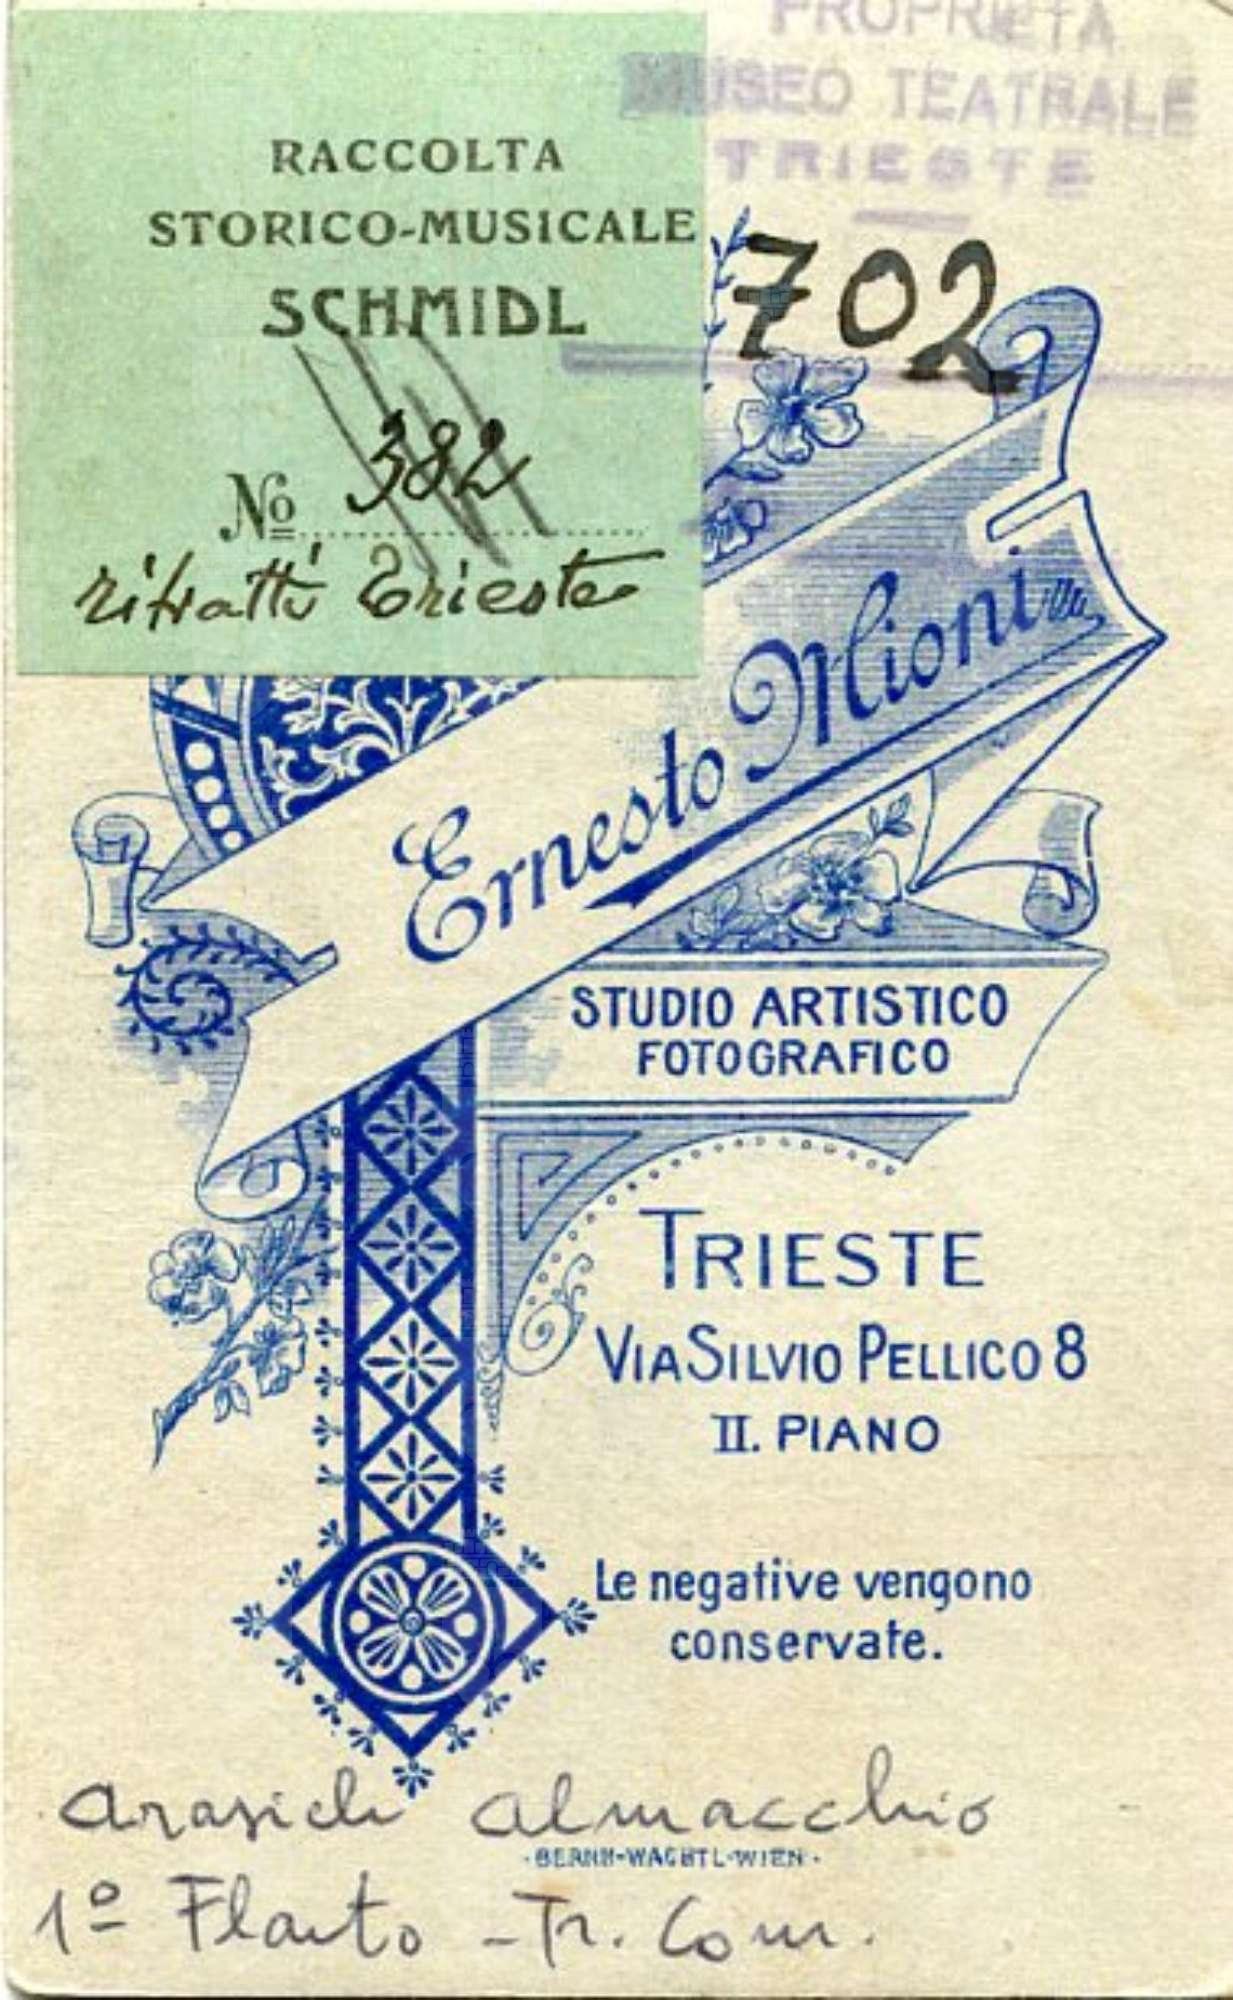 PROPRIETÀ
MUSEO TEATRALE
TRIESTE
RACCOLTA
STORICO-MUSICALE
SCHMIDL
702
No 382
ritratti Trieste
Ernesto Mioni
STUDIO ARTISTICO
FOTOGRAFICO
TRIESTE
VIA SILVIO PELLICO 8
II. PIANO
Le negative vengono
conservate.
Arasich Almacchio
BERNH-WACHTL-WIEN
1º Flauto - Tr. Com.